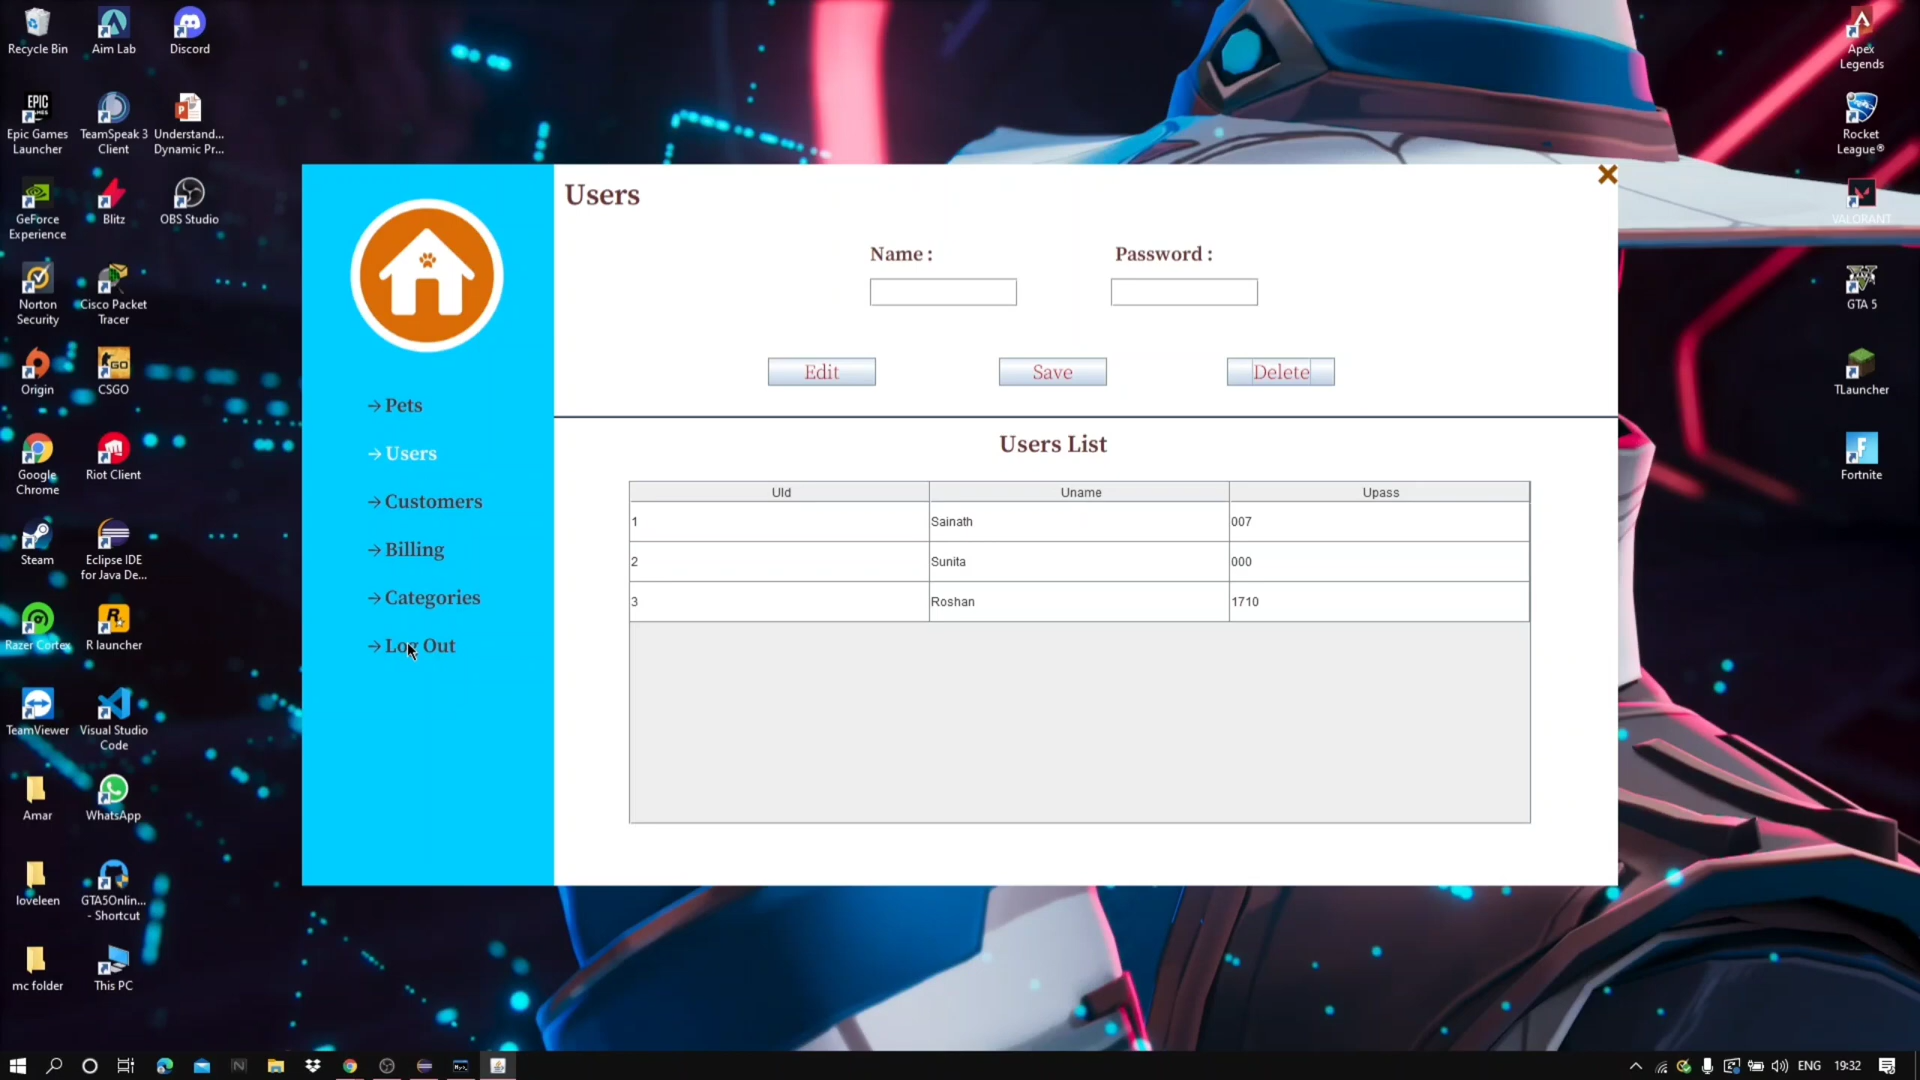 Recycle Bin
Aim Lab
Discord
Epic Games
Launcher
TeamSpeak 3
Client
Understand...
Dynamic Pr...
GeForce
Experience
Blitz
OBS Studio
Norton
Security
Cisco Packet
Tracer
Origin
CSGO
Google
Chrome
Riot Client
Steam
Eclipse IDE
for Java De...
Razer Cortex
R launcher
TeamViewer
Visual Studio
Code
Amar
WhatsApp
loveleen
GTA5Onlin...
- Shortcut
mc folder
This PC
→Pets
→Users
→Customers
→Billing
→Categories
→Log Out
Users
Name :
Password :
Edit
Save
Delete
Users List
UId Uname Upass
1 Sainath 007
2 Sunita 000
3 Roshan 1710
Apex
Legends
Rocket
League®
VALORANT
GTA 5
TLauncher
Fortnite
ENG
19:32